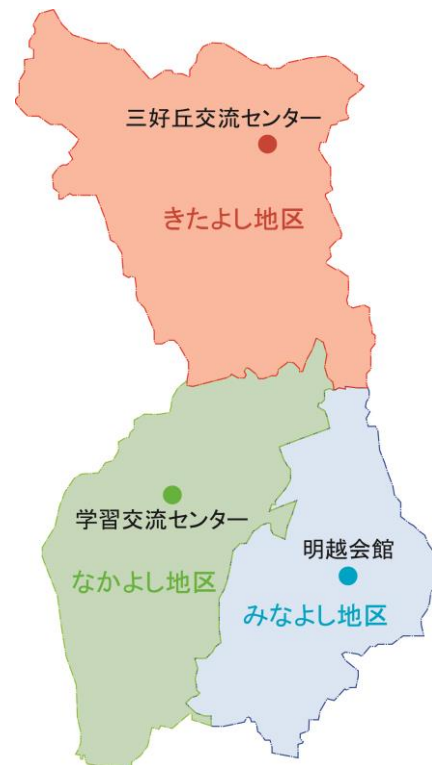 三好丘交流センター
きたよし地区
学習交流センター
なかよし地区
明越会館
みなよし地区